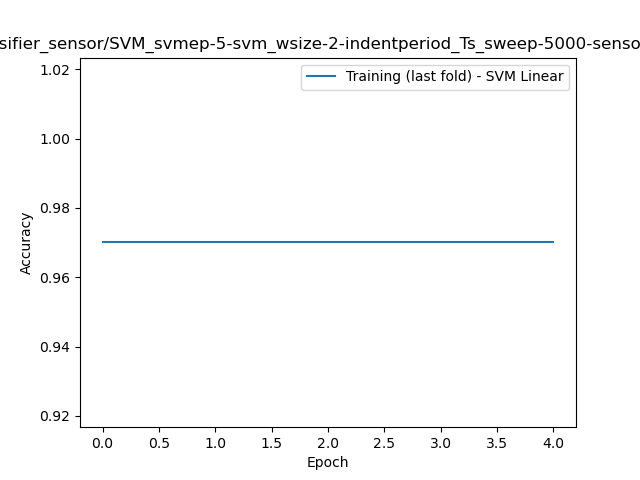 sifier_sensor/SVM_svmep-5-svm_wsize-2-indentperiod_Ts_sweep-5000-senso
Training (last fold) - SVM Linear
1.02
1.00
0.98
0.96
0.94
0.92
Accuracy
0.0 0.5 1.0 1.5 2.0 2.5 3.0 3.5 4.0
Epoch